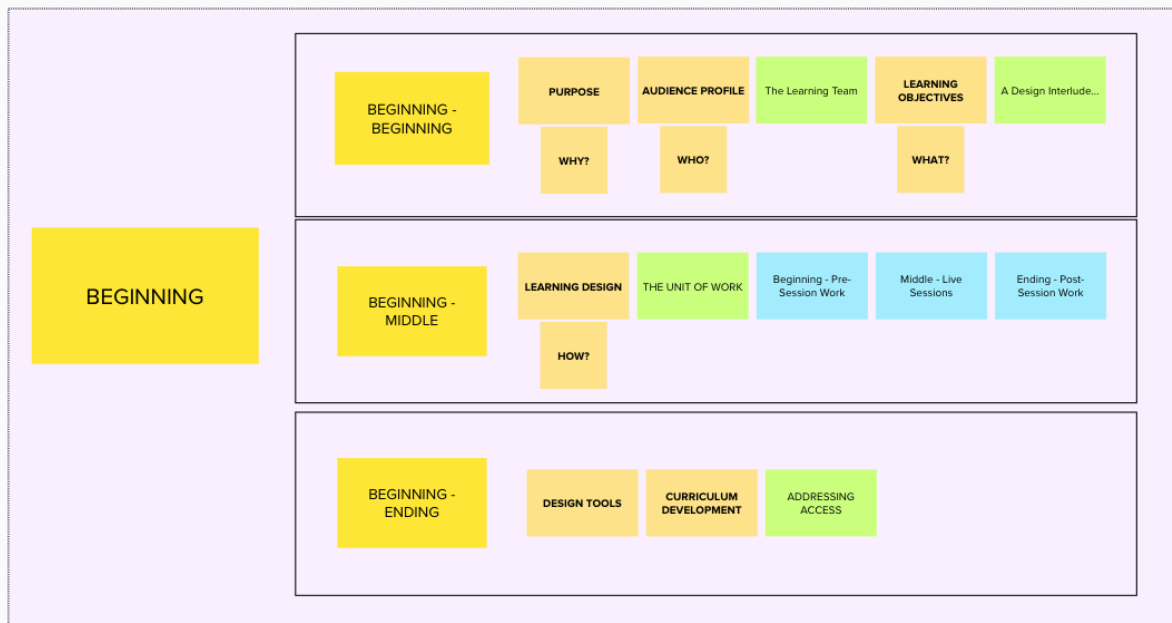 BEGINNING
BEGINNING -
BEGINNING
PURPOSE
WHY?
AUDIENCE PROFILE
WHO?
The Learning Team
LEARNING
OBJECTIVES
WHAT?
A Design Interlude...
BEGINNING -
MIDDLE
LEARNING DESIGN
HOW?
THE UNIT OF WORK
Beginning - Pre-
Session Work
Middle - Live
Sessions
Ending - Post-
Session Work
BEGINNING -
ENDING
DESIGN TOOLS
CURRICULUM
DEVELOPMENT
ADDRESSING
ACCESS